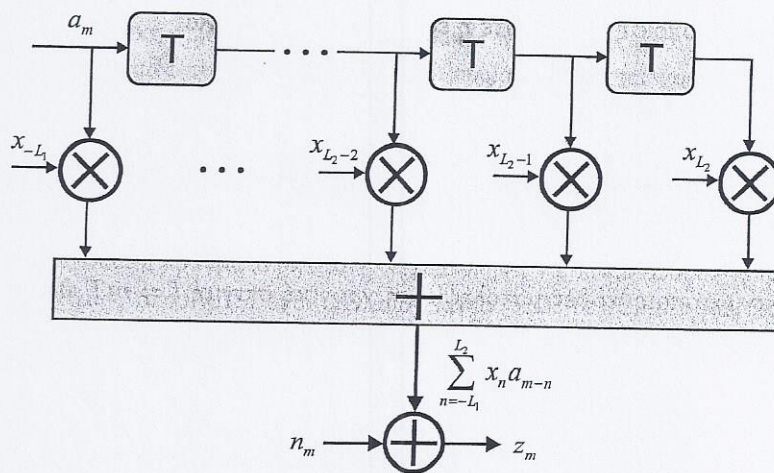 a_m
T
. . .
T
T
x_{-L_1}
. . .
x_{L_2-2}
x_{L_2-1}
x_{L_2}
+
\sum_{n=-L_1}^{L_2} x_n a_{m-n}
n_m
z_m